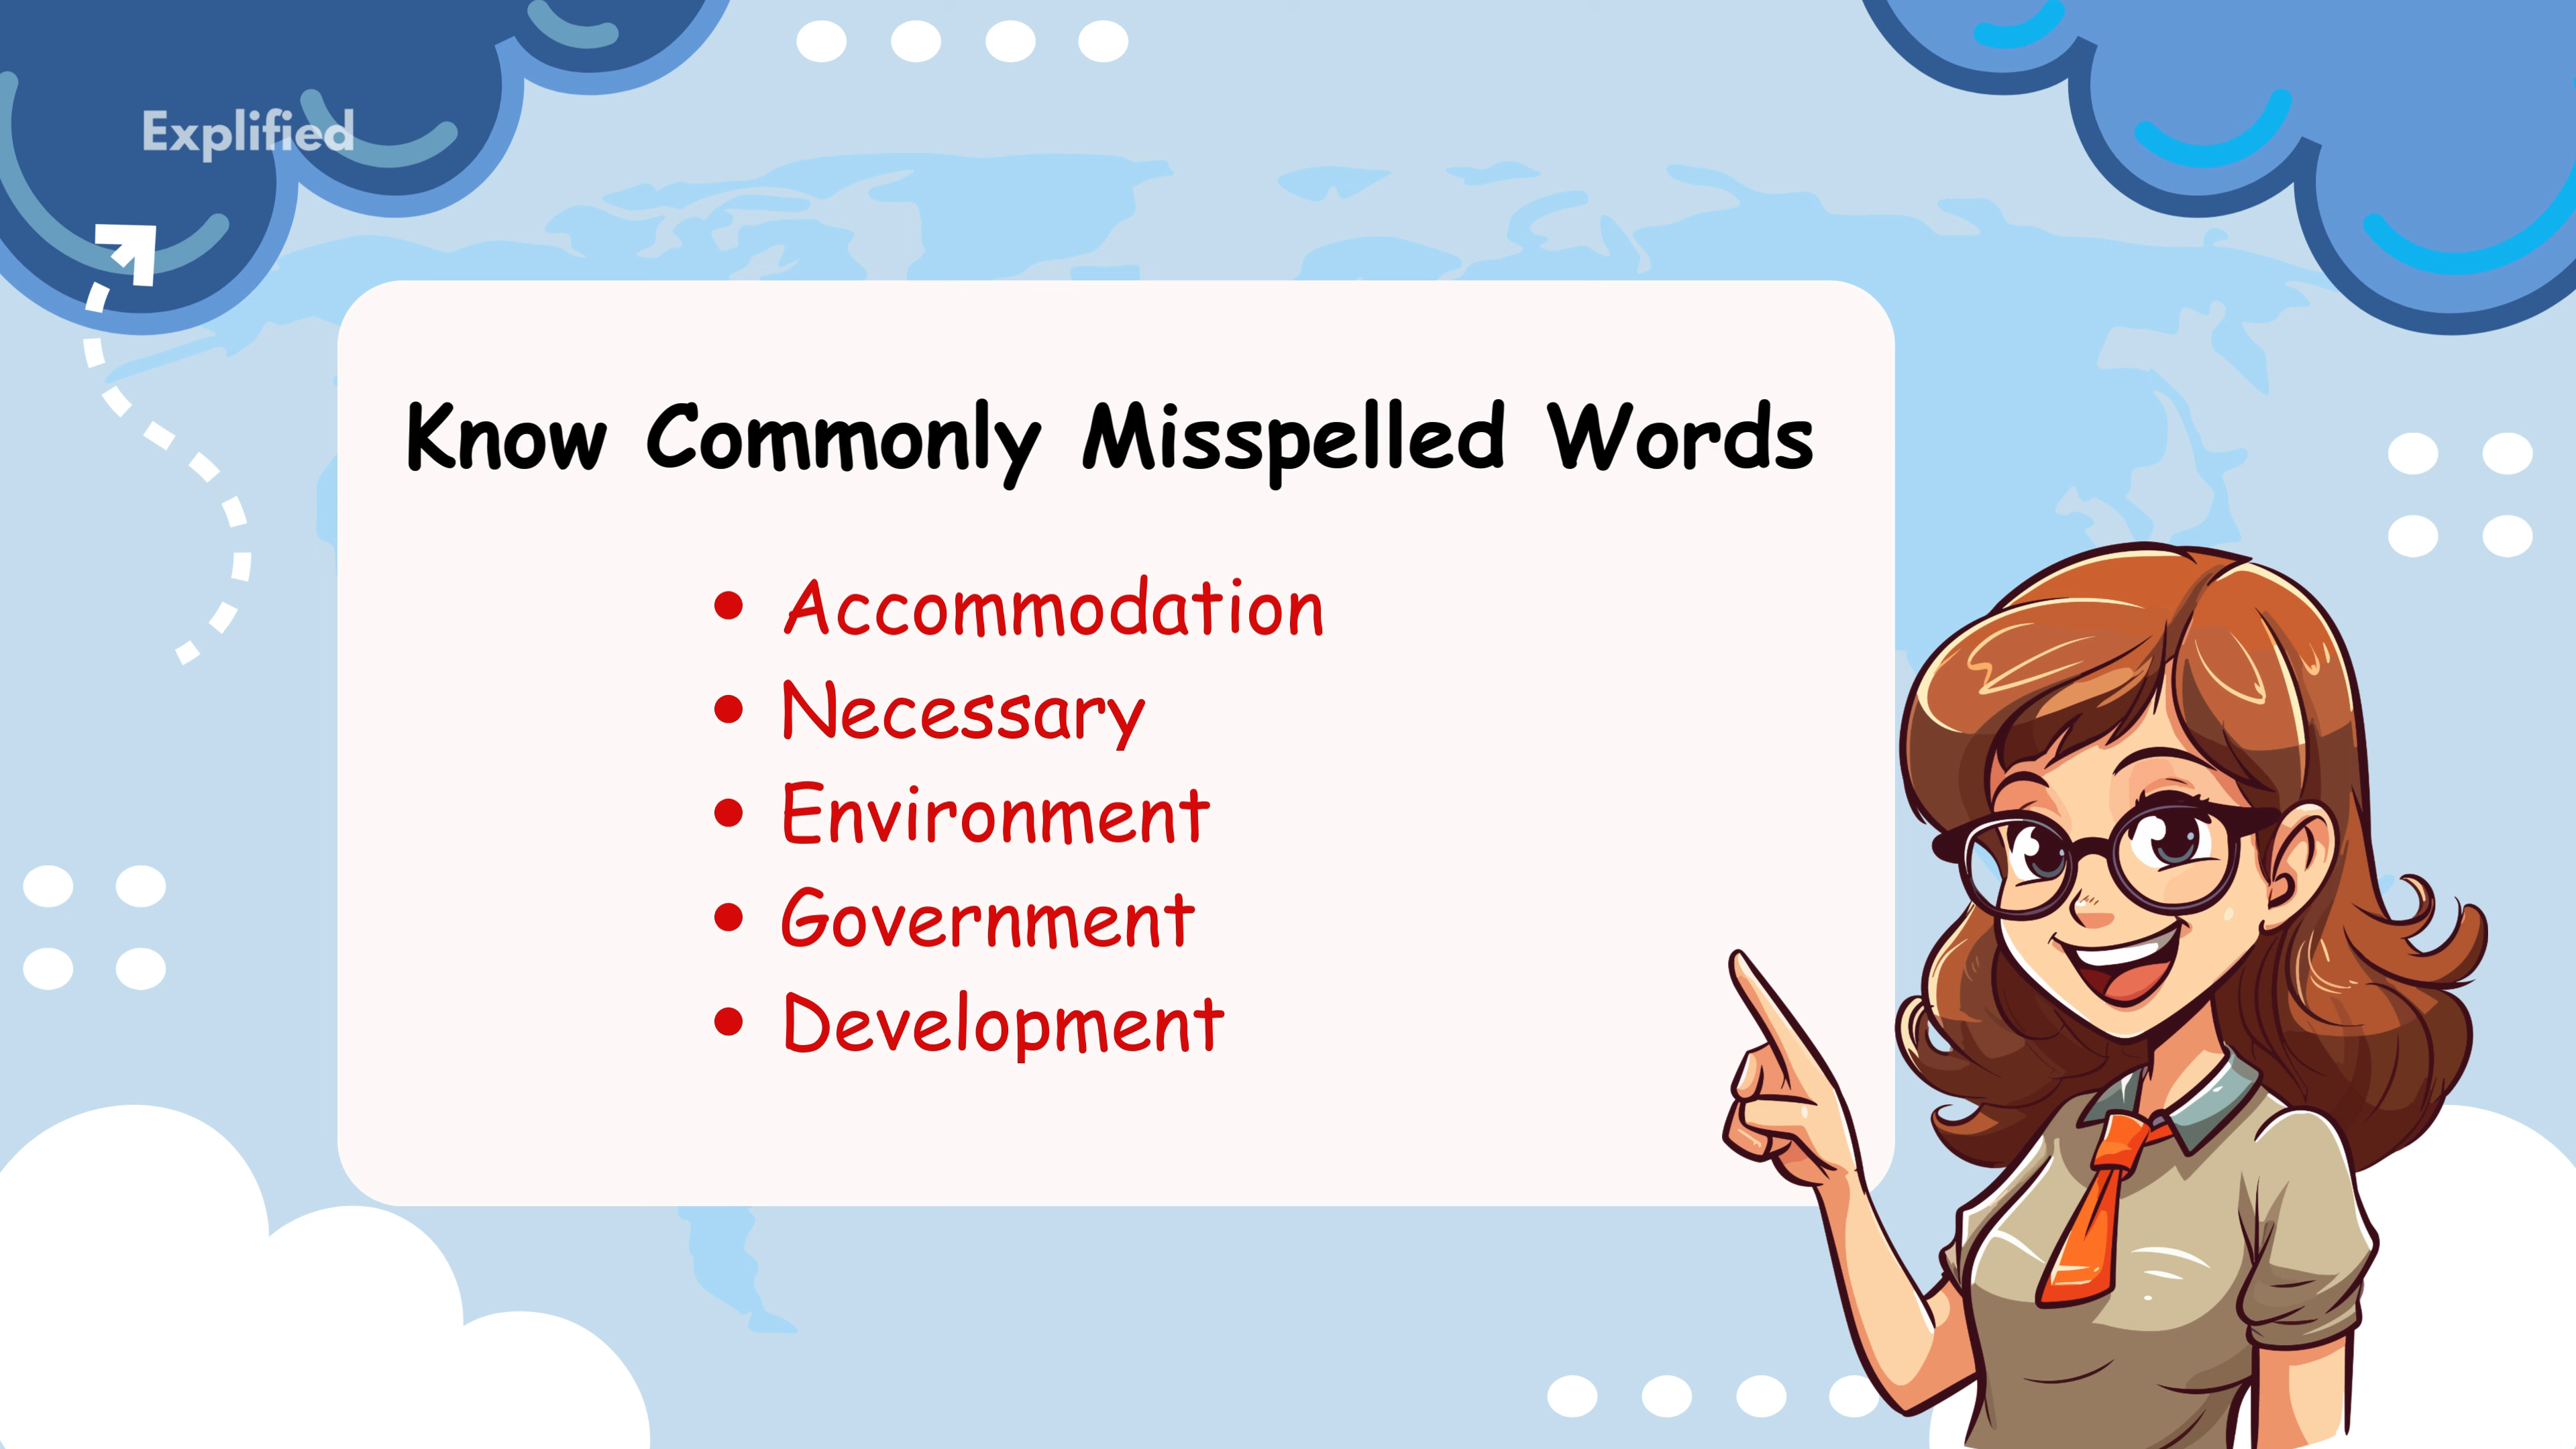 Explified
Know Commonly Misspelled Words
• Accommodation
• Necessary
• Environment
• Government
• Development